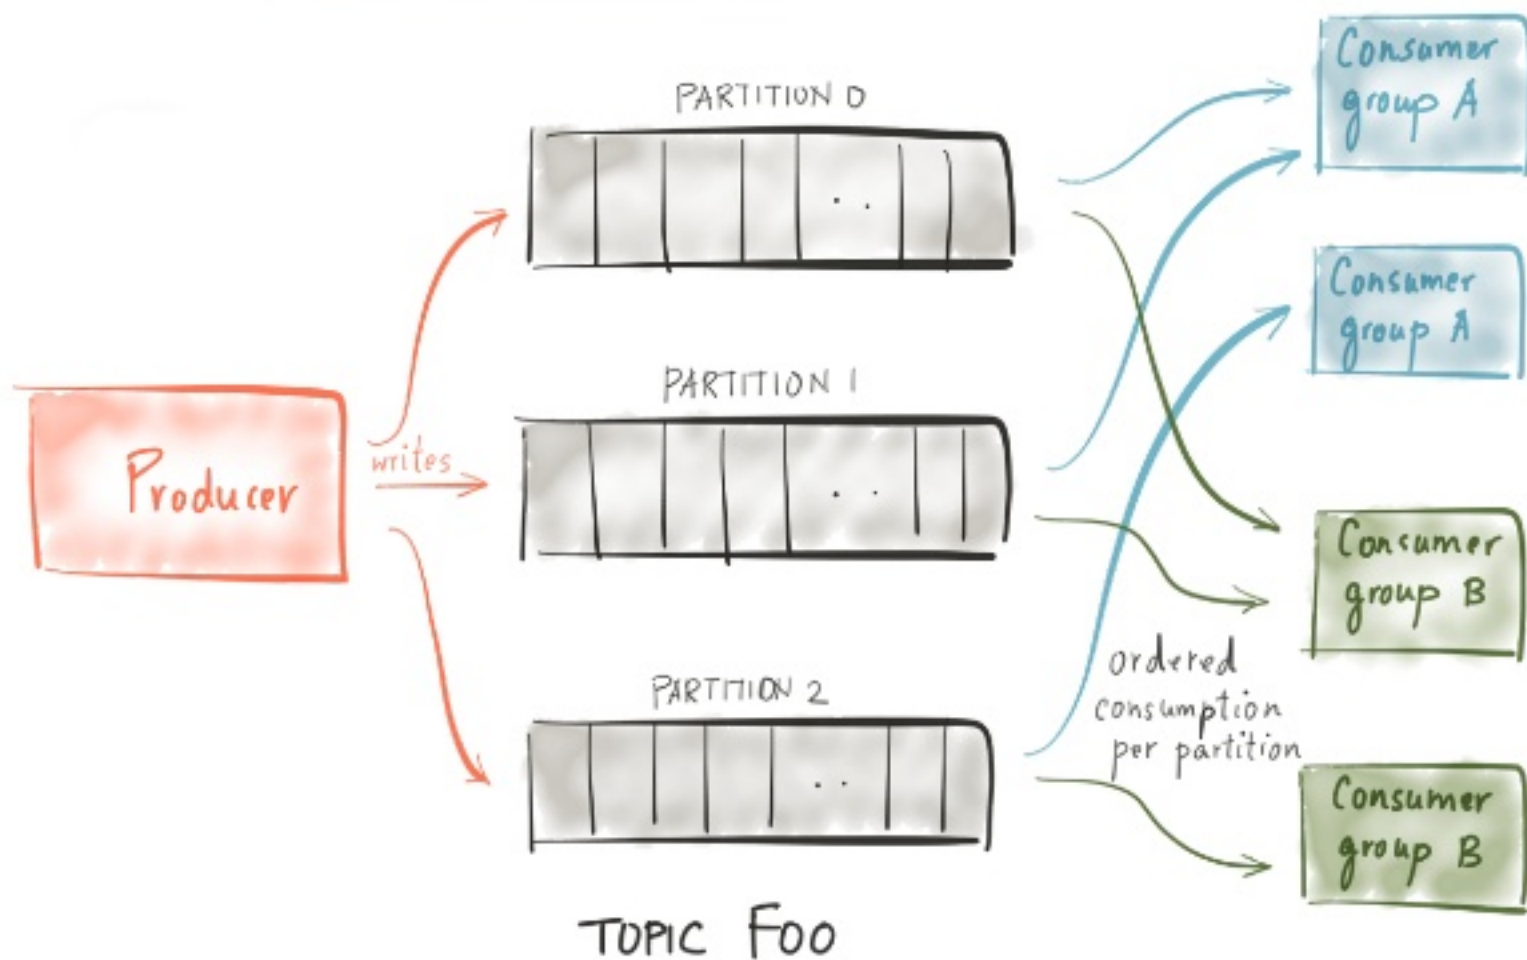 PARTITION 0
Consumer
group A
Consumer
group A
PARTITION 1
writes
Producer
Consumer
group B
ordered
consumption
per partition
PARTITION 2
Consumer
group B
TOPIC FOO